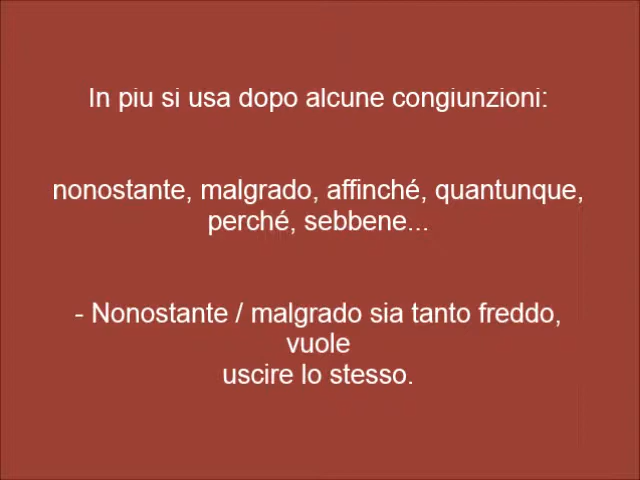 In piu si usa dopo alcune congiunzioni:
nonostante, malgrado, affinché, quantunque,
perché, sebbene...
- Nonostante / malgrado sia tanto freddo,
vuole
uscire lo stesso.